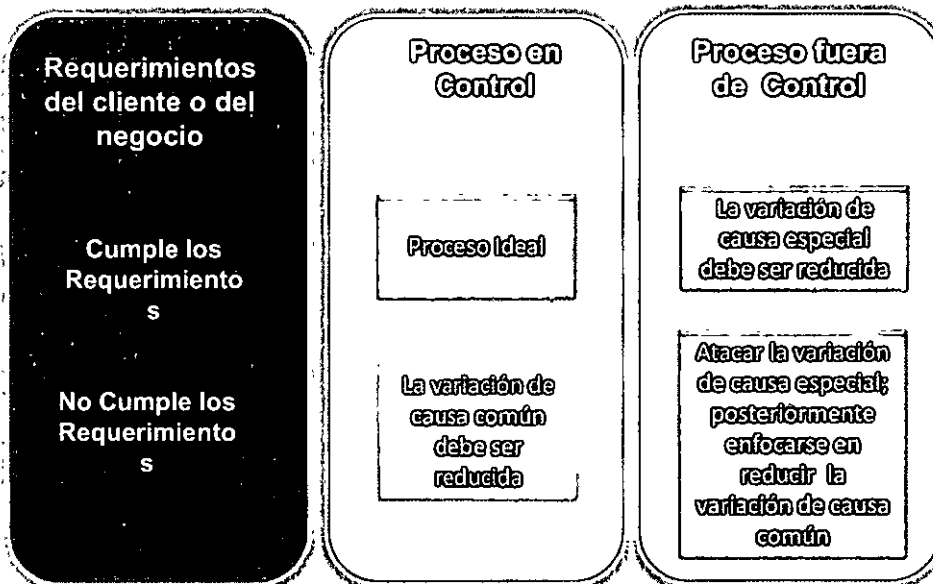 Requerimientos
del cliente o del
negocio
Cumple los
Requerimiento
s
No Cumple los
Requerimiento
s
Proceso en
Control
Proceso Ideal
La variación de
causa común
debe ser
reducida
Proceso fuera
de Control
La variación de
causa especial
debe ser reducida
Atacar la variación
de causa especial;
posteriormente
enfocarse en
reducir la
variación de causa
común